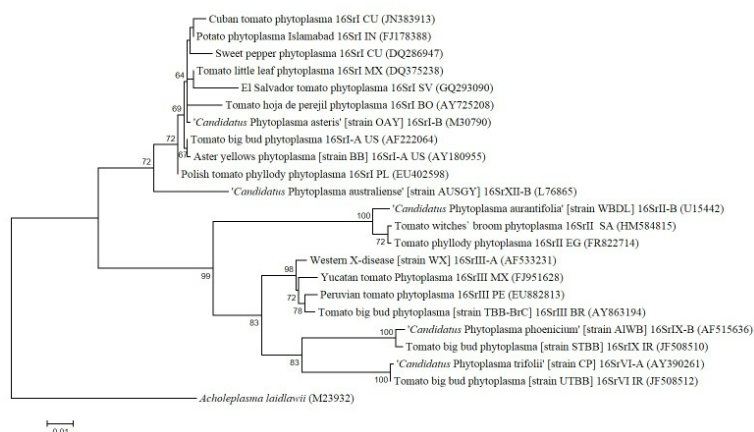 Cuban tomato phytoplasma 16SrI CU (JN383913)
Potato phytoplasma Islamabad 16SrI IN (FJ178388)
Sweet pepper phytoplasma 16SrI CU (DQ286947)
64
Tomato little leaf phytoplasma 16SrI MX (DQ375238)
El Salvador tomato phytoplasma 16SrI SV (GQ293090)
69
Tomato hoja de perejil phytoplasma 16SrI BO (AY725208)
'Candidatus Phytoplasma asteris' [strain OAY] 16SrI-B (M30790)
72
Tomato big bud phytoplasma 16SrI-A US (AF222064)
67
Aster yellows phytoplasma [strain BB] 16SrI-A US (AY180955)
72
Polish tomato phyllody phytoplasma 16SrI PL (EU402598)
'Candidatus Phytoplasma australiense' [strain AUSGY] 16SrXII-B (L76865)
100
'Candidatus Phytoplasma aurantifolia' [strain WBDL] 16SrII-B (U15442)
Tomato witches` broom phytoplasma 16SrII SA (HM584815)
72
Tomato phyllody phytoplasma 16SrII EG (FR822714)
99
98
Western X-disease [strain WX] 16SrIII-A (AF533231)
Yucatan tomato Phytoplasma 16SrIII MX (FJ951628)
72
Peruvian tomato phytoplasma 16SrIII PE (EU882813)
78
Tomato big bud phytoplasma [strain TBB-BrC] 16SrIII BR (AY863194)
83
'Candidatus Phytoplasma phoenicium' [strain AlWB] 16SrIX-B (AF515636)
100
Tomato big bud phytoplasma [strain STBB] 16SrIX IR (JF508510)
83
'Candidatus Phytoplasma trifolii' [strain CP] 16SrVI-A (AY390261)
100
Tomato big bud phytoplasma [strain UTBB] 16SrVI IR (JF508512)
Acholeplasma laidlawii (M23932)
0.01